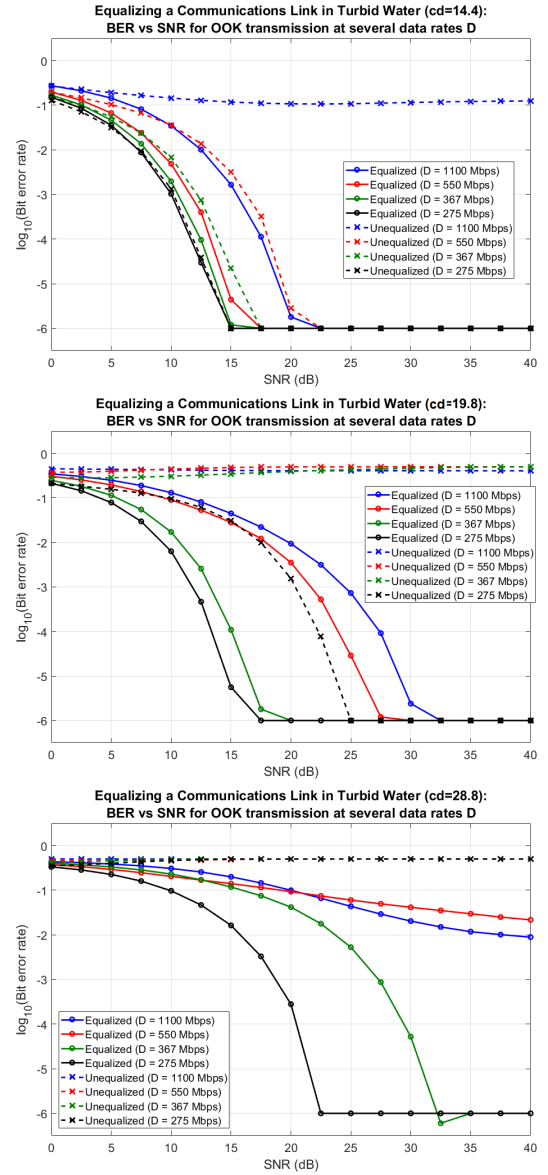 Equalizing a Communications Link in Turbid Water (cd=14.4):
BER vs SNR for OOK transmission at several data rates D
0
-1
-2
-3
-4
-5
-6
log10(Bit error rate)
Equalized (D = 1100 Mbps)
Equalized (D = 550 Mbps)
Equalized (D = 367 Mbps)
Equalized (D = 275 Mbps)
Unequalized (D = 1100 Mbps)
Unequalized (D = 550 Mbps)
Unequalized (D = 367 Mbps)
Unequalized (D = 275 Mbps)
0 5 10 15 20 25 30 35 40
SNR (dB)
Equalizing a Communications Link in Turbid Water (cd=19.8):
BER vs SNR for OOK transmission at several data rates D
0
-1
-2
-3
-4
-5
-6
log10(Bit error rate)
Equalized (D = 1100 Mbps)
Equalized (D = 550 Mbps)
Equalized (D = 367 Mbps)
Equalized (D = 275 Mbps)
Unequalized (D = 1100 Mbps)
Unequalized (D = 550 Mbps)
Unequalized (D = 367 Mbps)
Unequalized (D = 275 Mbps)
0 5 10 15 20 25 30 35 40
SNR (dB)
Equalizing a Communications Link in Turbid Water (cd=28.8):
BER vs SNR for OOK transmission at several data rates D
0
-1
-2
-3
-4
-5
-6
log10(Bit error rate)
Equalized (D = 1100 Mbps)
Equalized (D = 550 Mbps)
Equalized (D = 367 Mbps)
Equalized (D = 275 Mbps)
Unequalized (D = 1100 Mbps)
Unequalized (D = 550 Mbps)
Unequalized (D = 367 Mbps)
Unequalized (D = 275 Mbps)
0 5 10 15 20 25 30 35 40
SNR (dB)